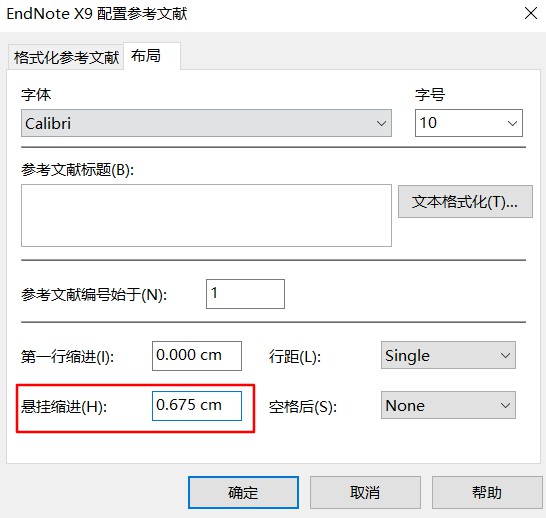 EndNote X9 配置参考文献
格式化参考文献 布局
字体 字号
Calibri 10
参考文献标题(B):
文本格式化(T)...
参考文献编号始于(N): 1
第一行缩进(I): 0.000 cm 行距(L): Single
悬挂缩进(H): 0.675 cm 空格后(S): None
确定 取消 帮助